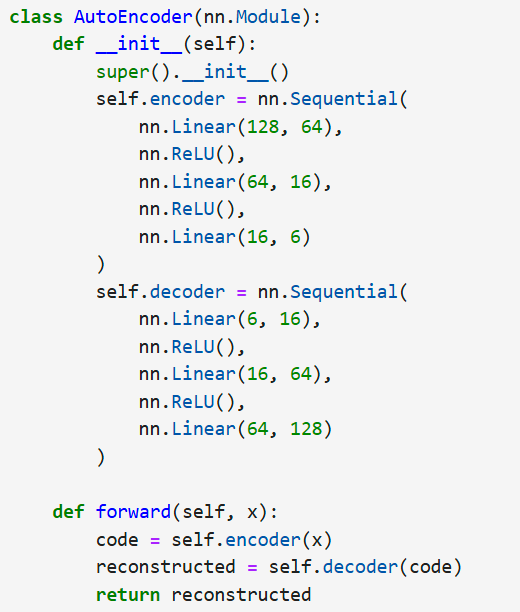 class AutoEncoder(nn.Module):
    def __init__(self):
        super().__init__()
        self.encoder = nn.Sequential(
            nn.Linear(128, 64),
            nn.ReLU(),
            nn.Linear(64, 16),
            nn.ReLU(),
            nn.Linear(16, 6)
        )
        self.decoder = nn.Sequential(
            nn.Linear(6, 16),
            nn.ReLU(),
            nn.Linear(16, 64),
            nn.ReLU(),
            nn.Linear(64, 128)
        )

    def forward(self, x):
        code = self.encoder(x)
        reconstructed = self.decoder(code)
        return reconstructed